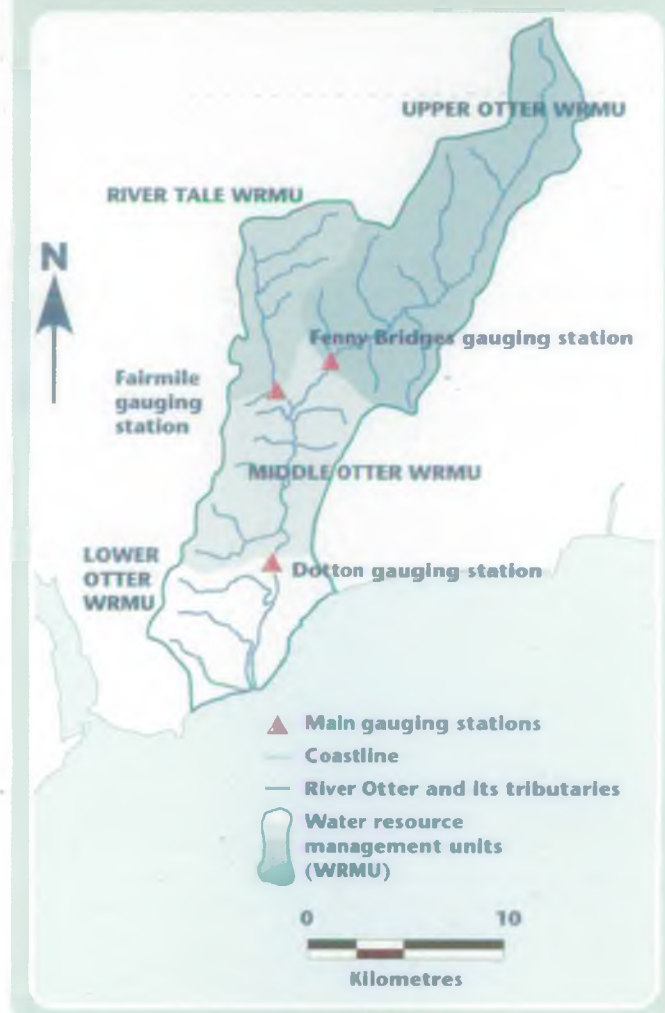 UPPER OTTER WRMU
RIVER TALE WRMU
N
Fenny Bridges gauging station
Fairmile
gauging
station
MIDDLE OTTER WRMU
LOWER
OTTER
WRMU
Dotton gauging station
Main gauging stations
Coastline
River Otter and its tributaries
Water resource
management units
(WRMU)
0 10
Kilometres